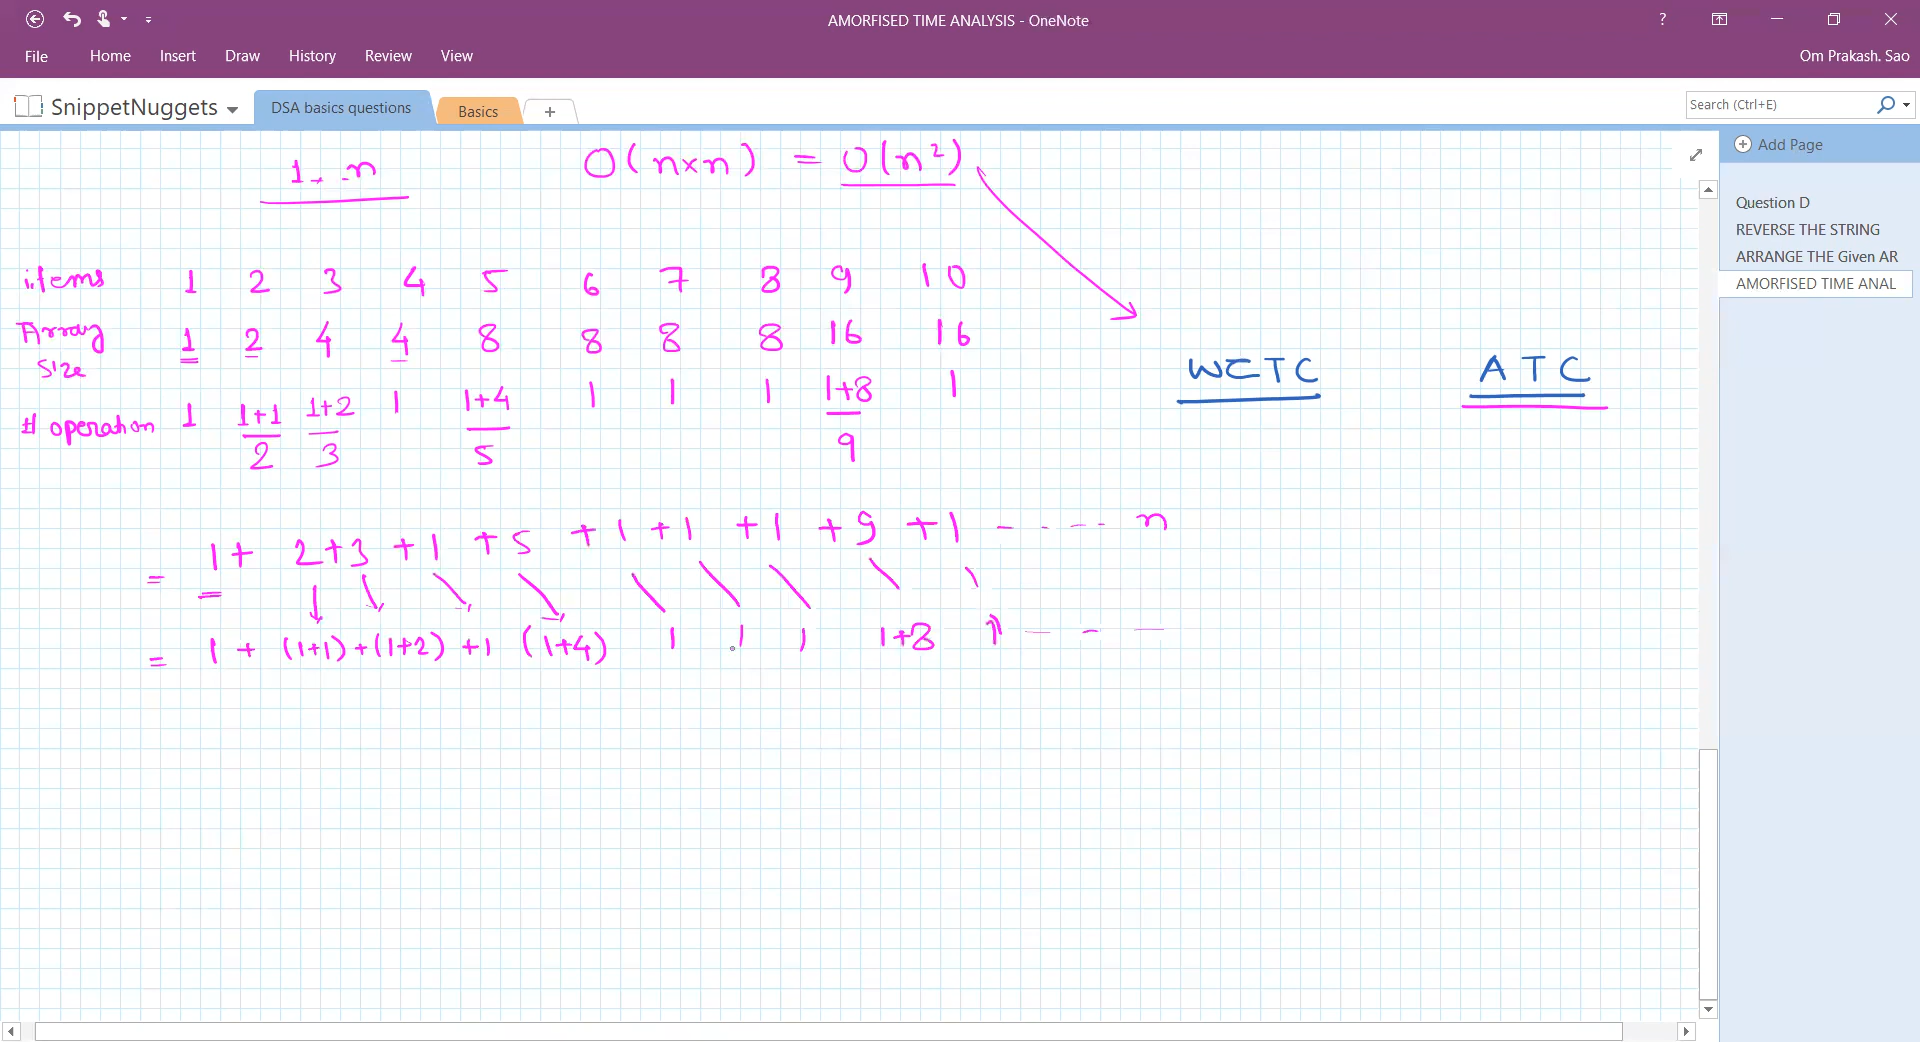 AMORFISED TIME ANALYSIS - OneNote
?
File Home Insert Draw History Review View
Om Prakash. Sao
SnippetNuggets DSA basics questions Basics +
Search (Ctrl+E)
Add Page
Question D
REVERSE THE STRING
ARRANGE THE Given AR
AMORFISED TIME ANAL
1. . n O(n×n) = O(n²)
items 1 2 3 4 5 6 7 8 9 10
Array Size 1 2 4 4 8 8 8 8 16 16
# operation 1 1+1 1+2 1 1+4 1 1 1 1+8 1
2 3 5 9
WCTC ATC
= 1 + 2 + 3 + 1 + 5 + 1 + 1 + 1 + 9 + 1 - - - - n
= 1 + (1+1) + (1+2) + 1 (1+4) 1 1 1 1+8 1 - - -